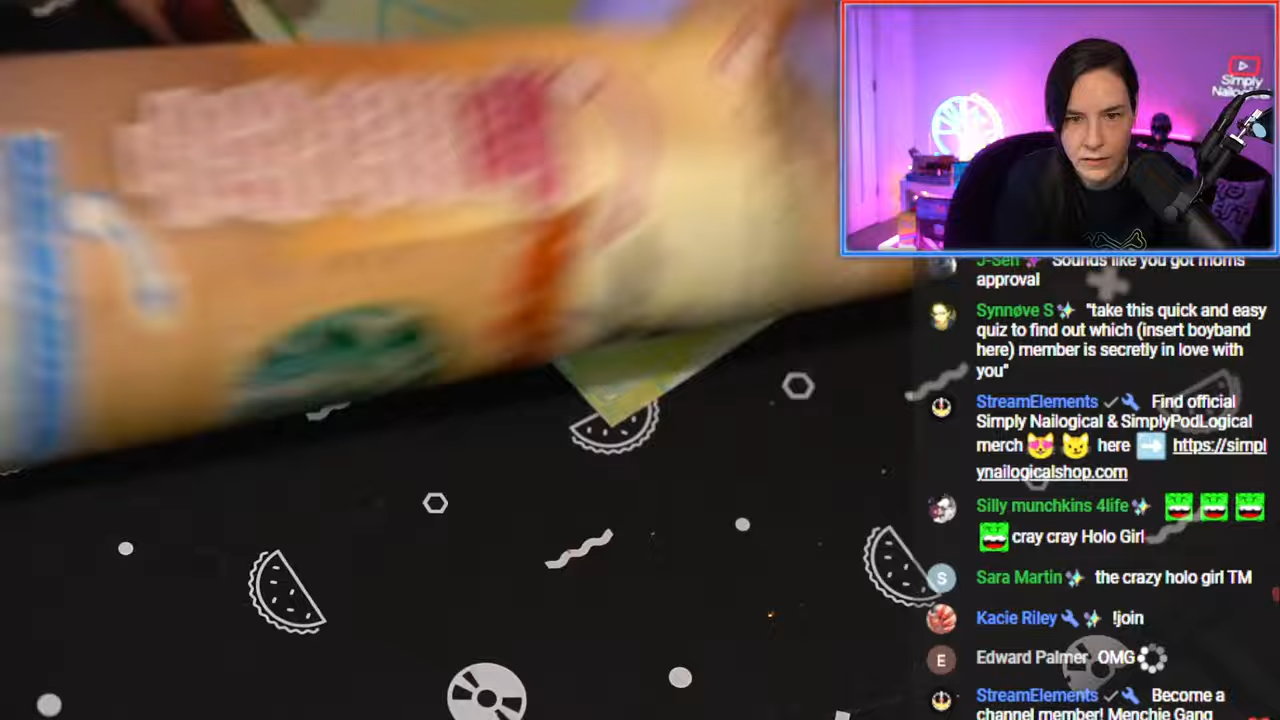 Simply
Nailogical
J-Sen Sounds like you got moms
approval
Synnøve S "take this quick and easy
quiz to find out which (insert boyband
here) member is secretly in love with
you"
StreamElements Find official
Simply Nailogical & SimplyPodLogical
merch here https://simpl
ynailogicalshop.com
Silly munchkins 4life
cray cray Holo Girl
S Sara Martin the crazy holo girl TM
Kacie Riley !join
E Edward Palmer OMG
StreamElements Become a
channel member! Menchie Gang